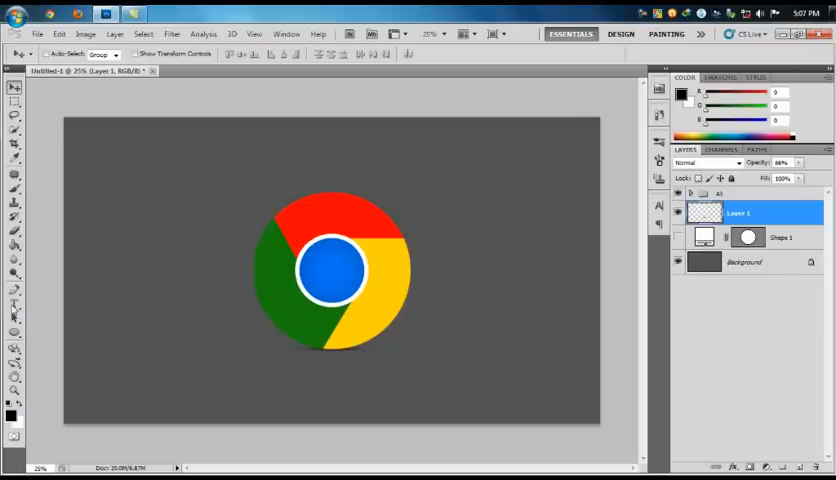 5:07 PM
PS File Edit Image Layer Select Filter Analysis 3D View Window Help Br Mb 25% ESSENTIALS DESIGN PAINTING CS Live
Auto-Select: Group Show Transform Controls
Untitled-1 @ 25% (Layer 1, RGB/8) *
COLOR SWATCHES STYLES
R 0
G 0
B 0
LAYERS CHANNELS PATHS
Normal Opacity: 66%
Lock: Fill: 100%
All
Layer 1
Shape 1
Background
25% Doc: 20.0M/6.87M